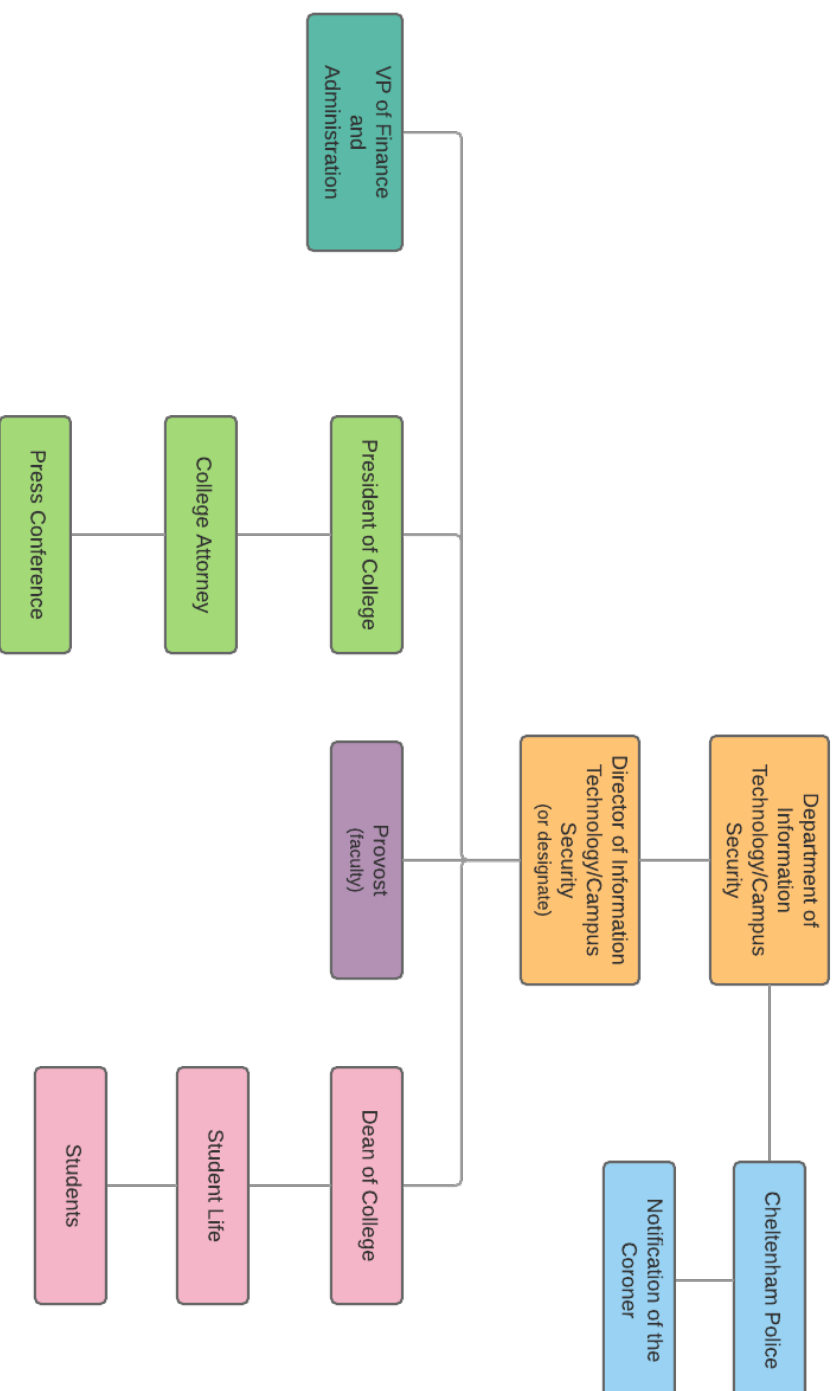 Department of
Information
Technology/Campus
Security
Cheltenham Police
Director of Information
Technology/Campus
Security
(or designate)
Notification of the
Coroner
VP of Finance
and
Administration
President of College
Provost
(faculty)
Dean of College
College Attorney
Student Life
Press Conference
Students